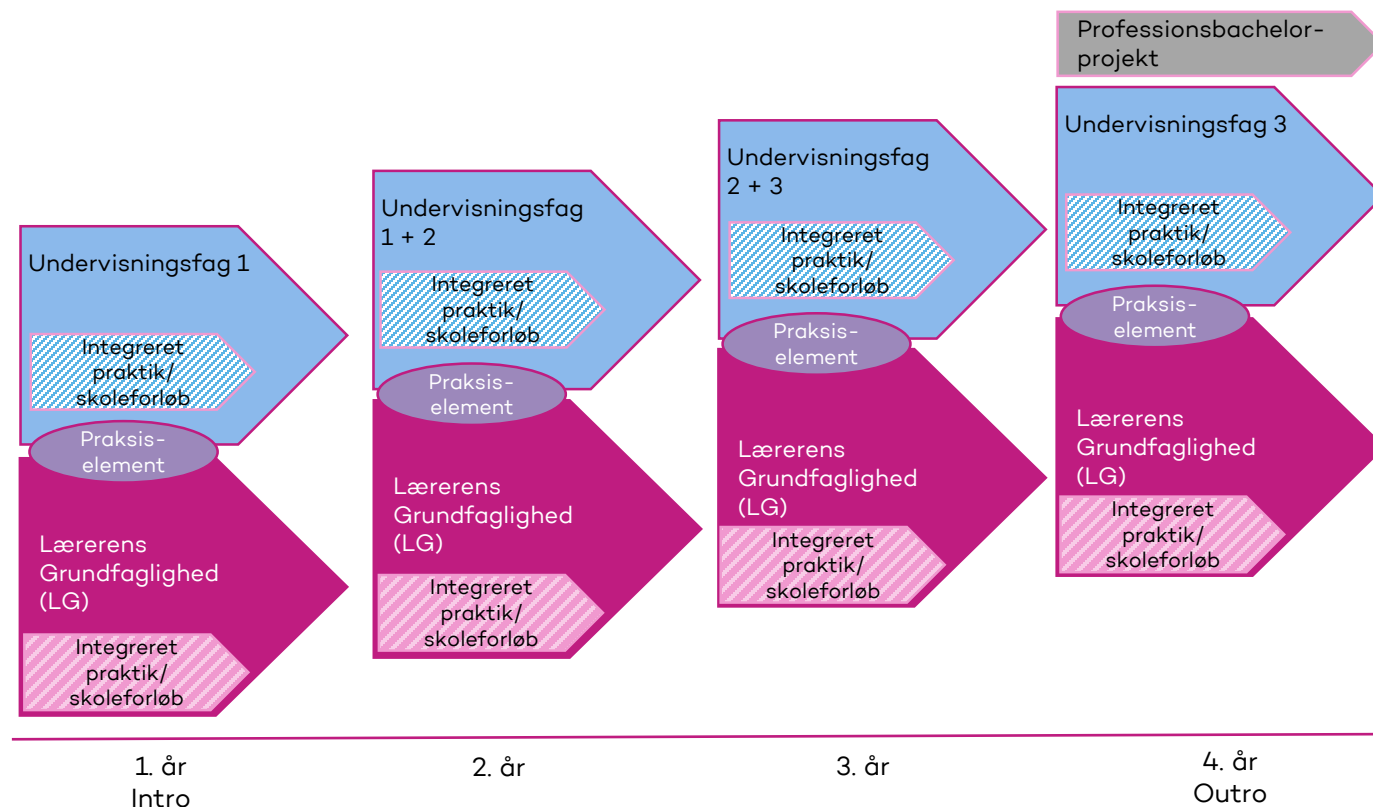 Professionsbachelor-
projekt
Undervisningsfag 1
Integreret
praktik/
skoleforløb
Praksis-
element
Lærerens
Grundfaglighed
(LG)
Integreret
praktik/
skoleforløb
Undervisningsfag
1 + 2
Integreret
praktik/
skoleforløb
Praksis-
element
Lærerens
Grundfaglighed
(LG)
Integreret
praktik/
skoleforløb
Undervisningsfag
2 + 3
Integreret
praktik/
skoleforløb
Praksis-
element
Lærerens
Grundfaglighed
(LG)
Integreret
praktik/
skoleforløb
Undervisningsfag 3
Integreret
praktik/
skoleforløb
Praksis-
element
Lærerens
Grundfaglighed
(LG)
Integreret
praktik/
skoleforløb
1. år
Intro
2. år
3. år
4. år
Outro